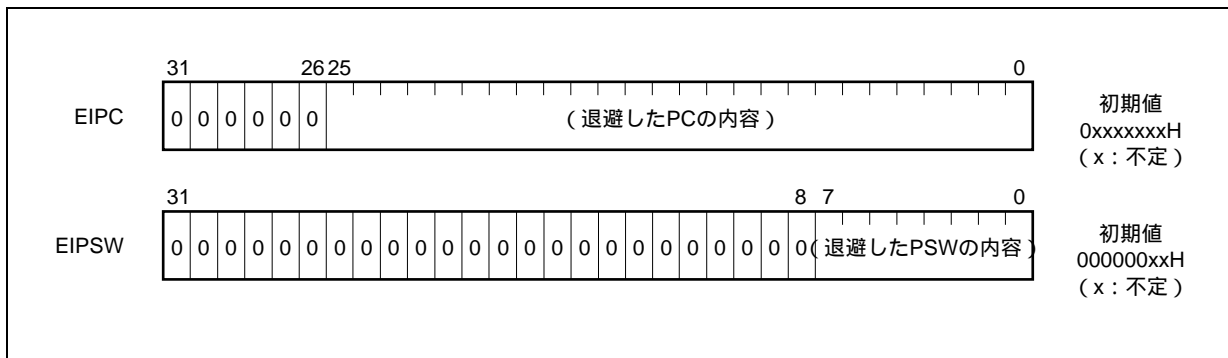 31 26 25 0
EIPC 0 0 0 0 0 0 (退避したPCの内容) 初期値
0xxxxxxxH
(x：不定)
31 8 7 0
EIPSW 0 0 0 0 0 0 0 0 0 0 0 0 0 0 0 0 0 0 0 0 0 0 0 0 (退避したPSWの内容) 初期値
000000xxH
(x：不定)